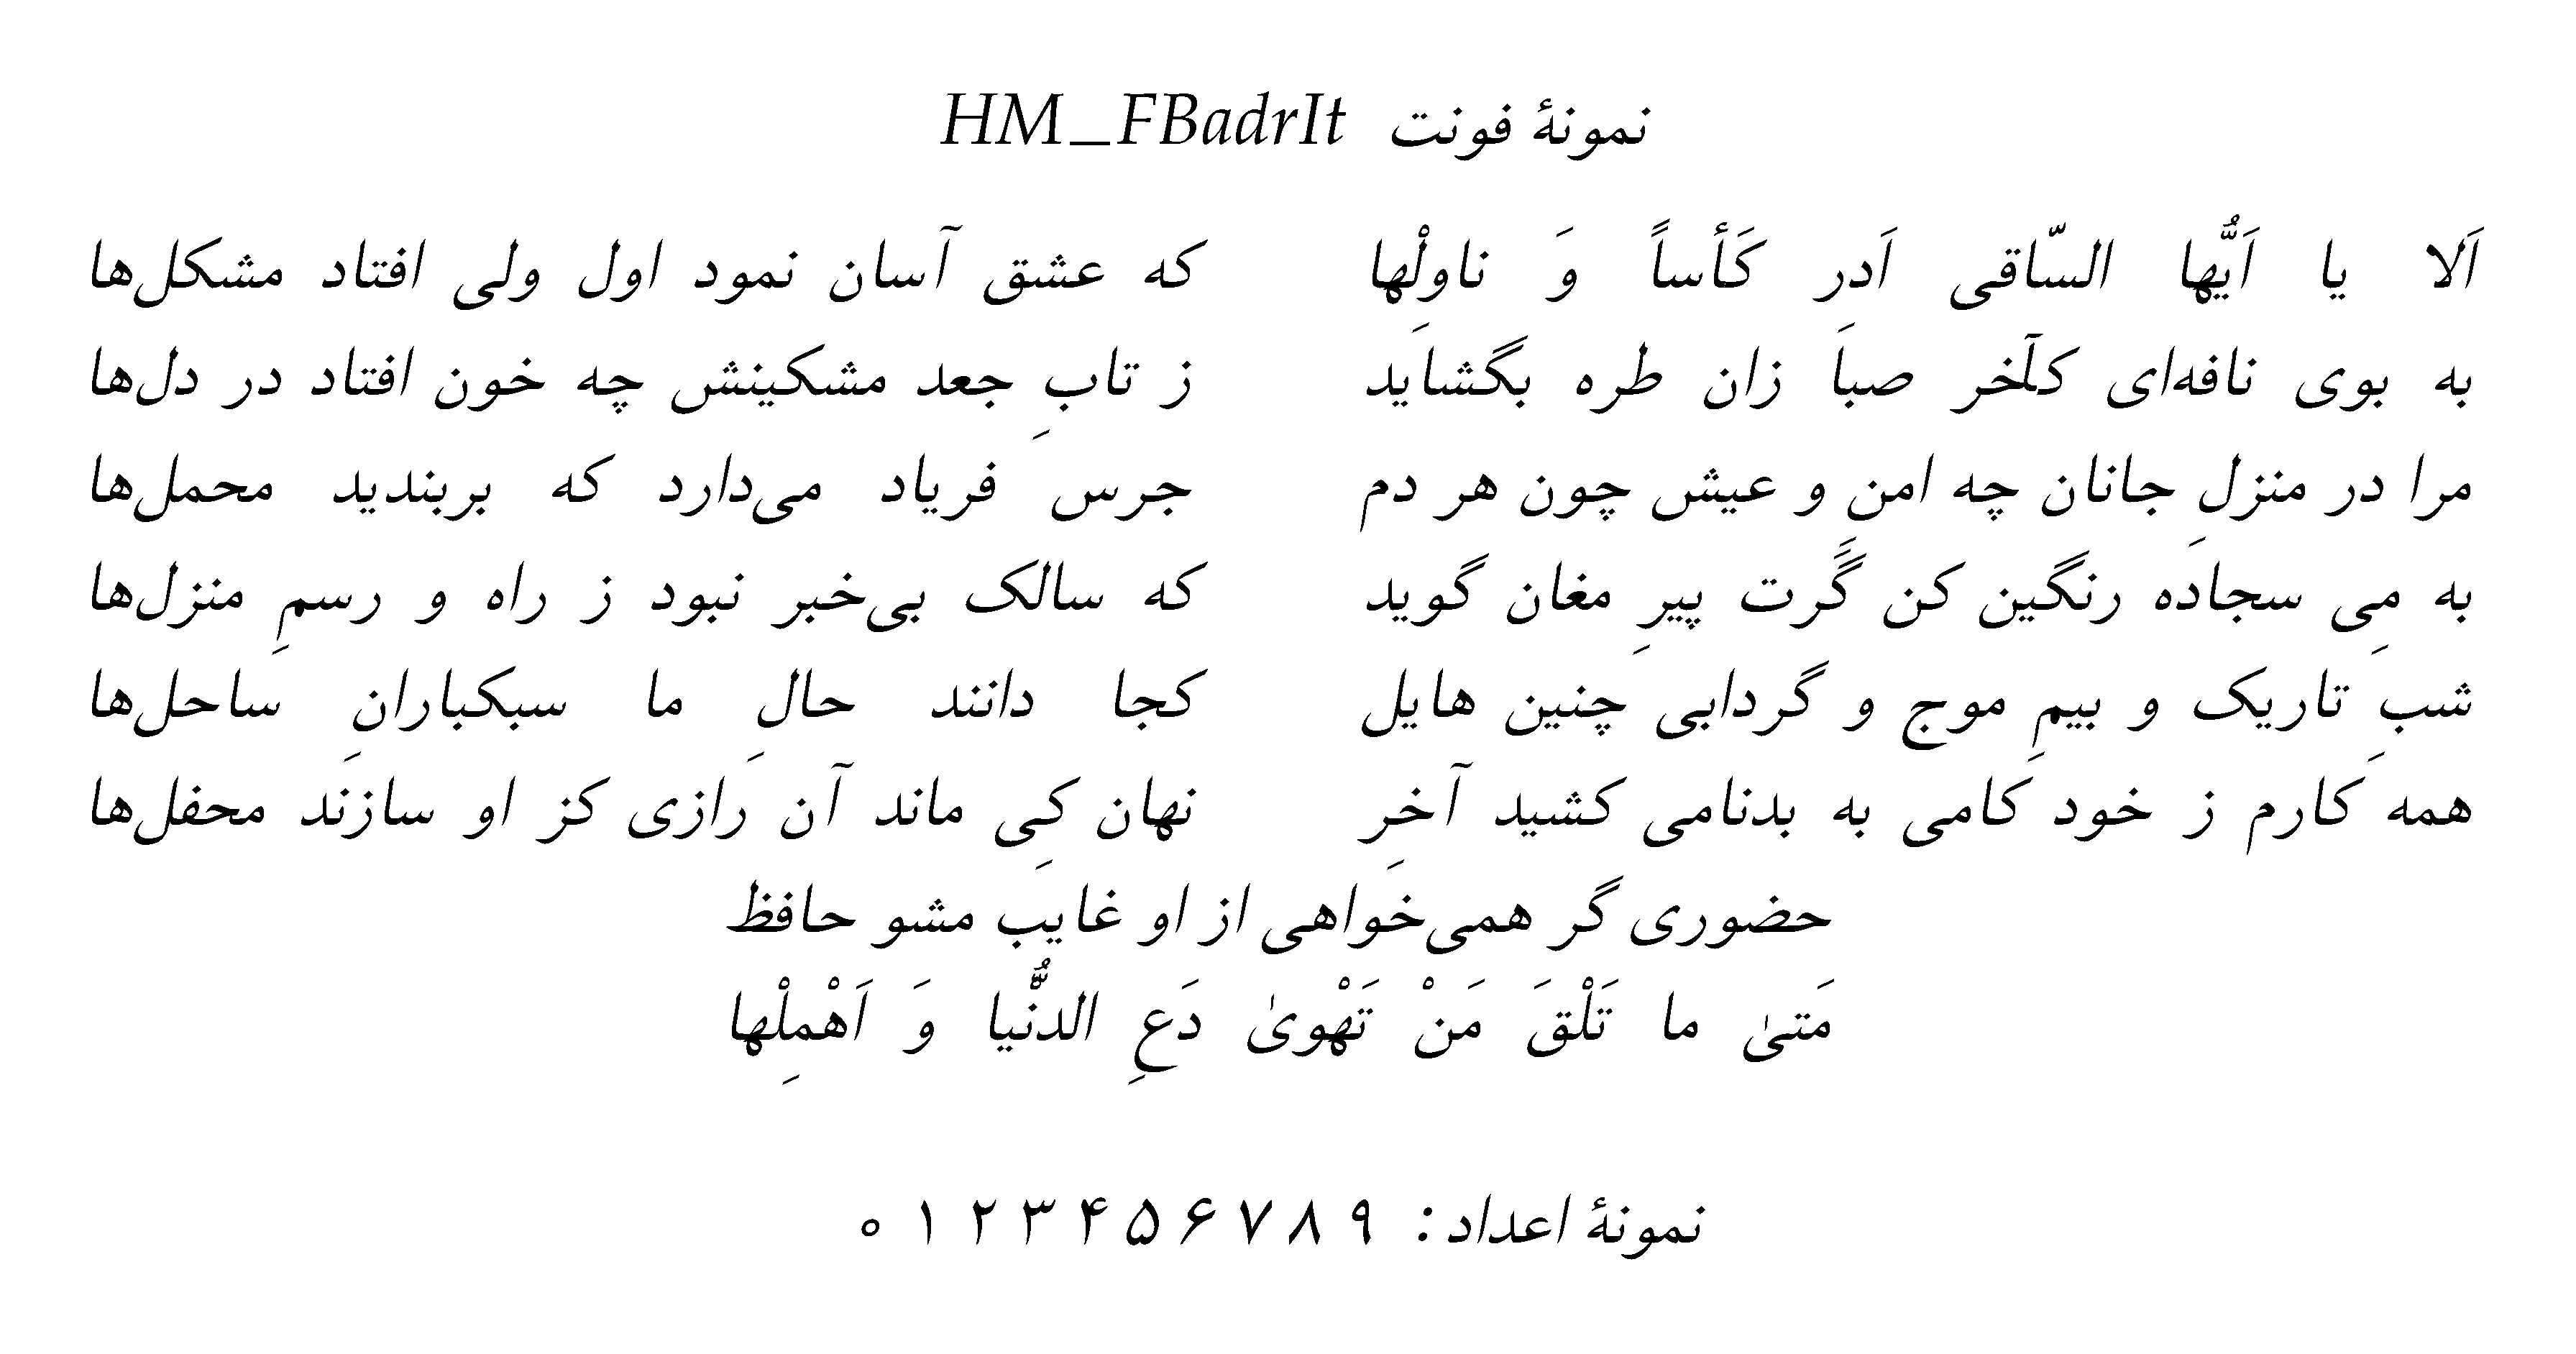 نمونهٔ فونت HM_FBadrIt
اَلا یا اَیُّها السّاقی اَدِر کَأساً وَ ناوِلْها که عشق آسان نمود اول ولی افتاد مشکل‌ها
به بوی نافه‌ای کآخر صبا زان طره بگشاید ز تابِ جعد مشکینش چه خون افتاد در دل‌ها
مرا در منزلِ جانان چه امنِ و عیش چون هر دم جرس فریاد می‌دارد که بربندید محمل‌ها
به مِی سجاده رنگین کن گَرت پیرِ مغان گوید که سالک بی‌خبر نبود ز راه و رسمِ منزل‌ها
شبِ تاریک و بیمِ موج و گردابی چنین هایل کجا دانند حالِ ما سبکبارانِ ساحل‌ها
همه کارم ز خود کامی به بدنامی کشید آخِر نهان کِی ماند آن رازی کز او سازند محفل‌ها
حضوری گر همی‌خواهی از او غایب مشو حافظ
مَتیٰ ما تَلْقَ مَنْ تَهْویٰ دَعِ الدُّنْیا وَ اَهْمِلْها
نمونهٔ اعداد: ۹ ۸ ۷ ۶ ۵ ۴ ۳ ۲ ۱ ۰